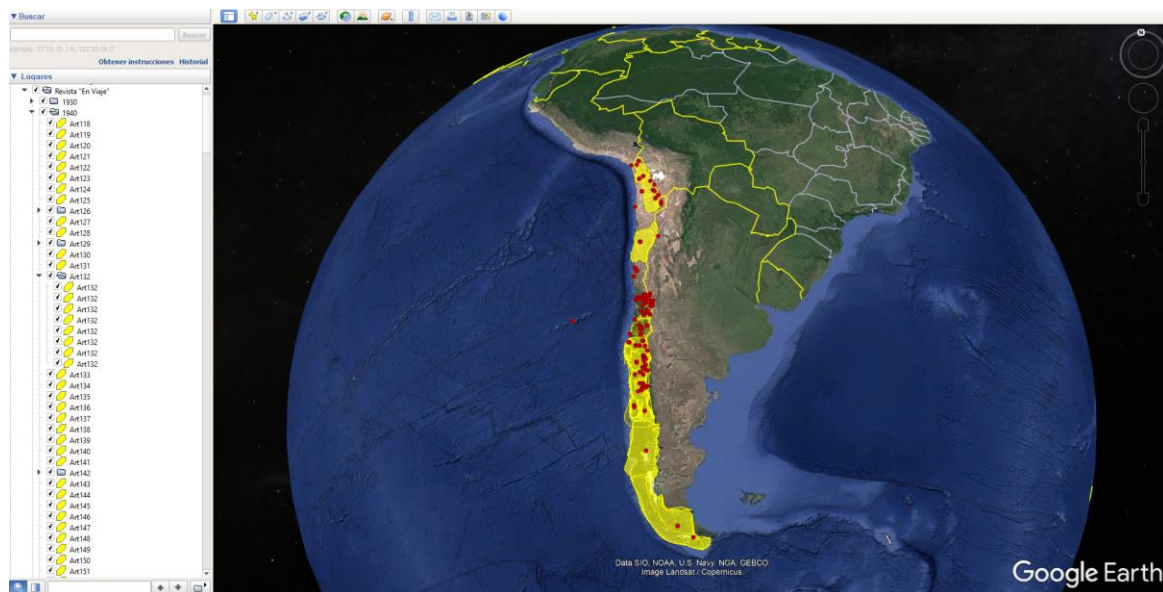 Buscar
Buscar
Obtener instrucciones Historial
Lugares
Revista "En Viaje"
1930
1940
Art118
Art119
Art120
Art121
Art122
Art123
Art124
Art125
Art126
Art127
Art128
Art129
Art130
Art131
Art132
Art132
Art132
Art132
Art132
Art132
Art132
Art132
Art132
Art133
Art134
Art135
Art136
Art137
Art138
Art139
Art140
Art141
Art142
Art143
Art144
Art145
Art146
Art147
Art148
Art149
Art150
Art151
N
Data SIO, NOAA, U.S. Navy, NGA, GEBCO
Image Landsat / Copernicus
Google Earth